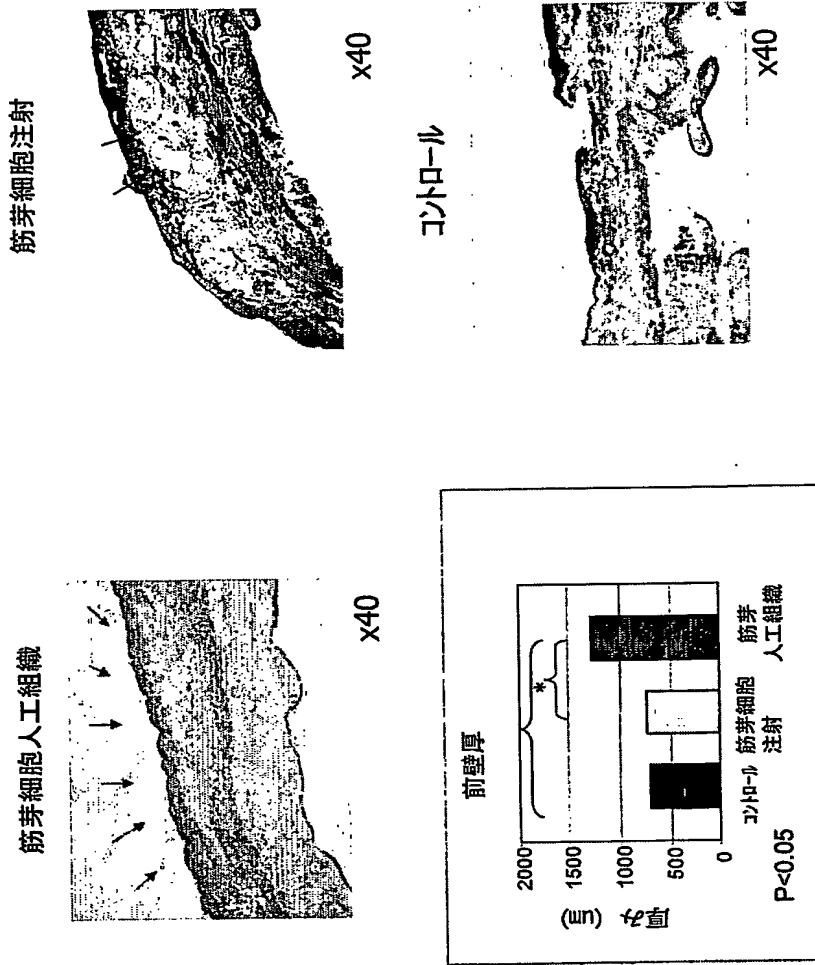 筋芽細胞人工組織
x40
筋芽細胞注射
x40
前壁厚
厚み (um)
2000
1500
1000
500
0
*
コントロール
筋芽細胞
注射
筋芽
人工組織
P<0.05
コントロール
x40